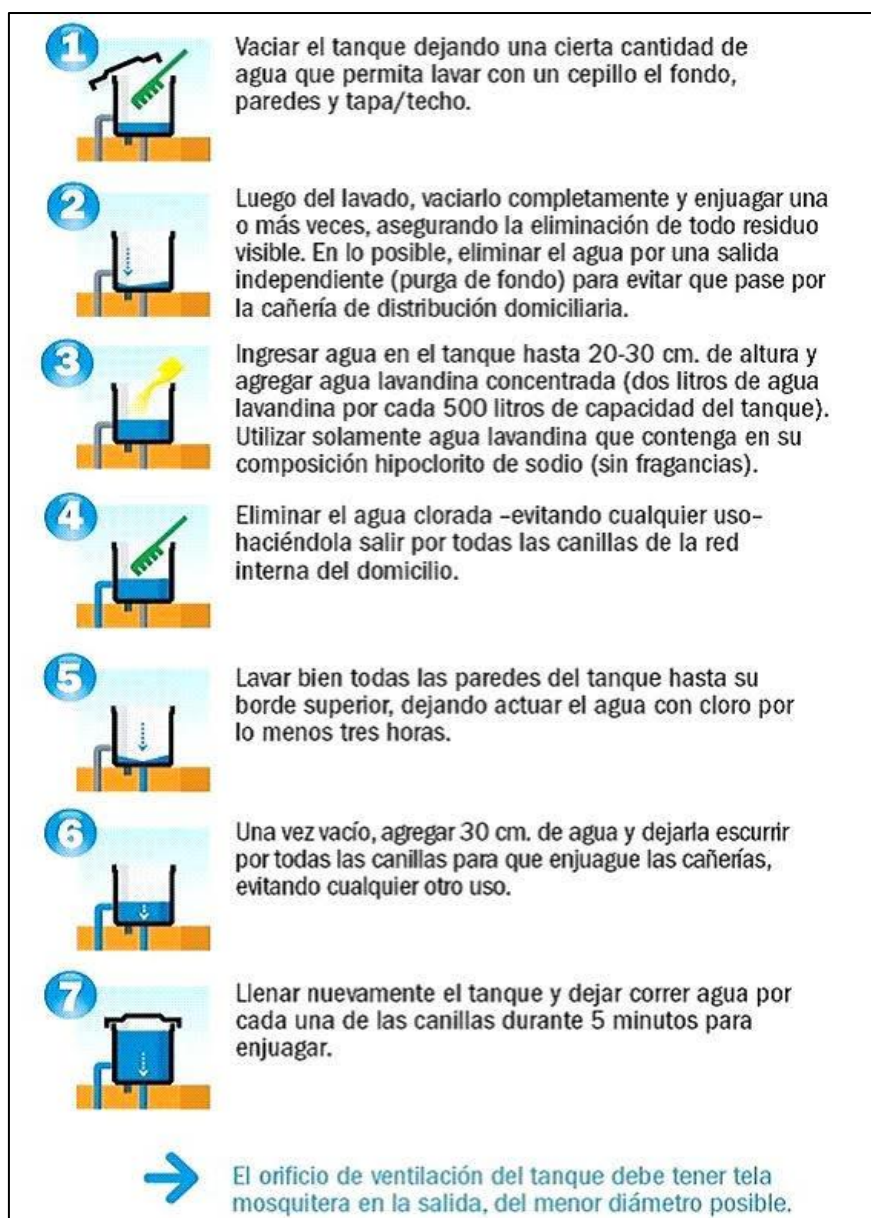 1
Vaciar el tanque dejando una cierta cantidad de
agua que permita lavar con un cepillo el fondo,
paredes y tapa/techo.
2
Luego del lavado, vaciarlo completamente y enjuagar una
o más veces, asegurando la eliminación de todo residuo
visible. En lo posible, eliminar el agua por una salida
independiente (purga de fondo) para evitar que pase por
la cañería de distribución domiciliaria.
3
Ingresar agua en el tanque hasta 20-30 cm. de altura y
agregar agua lavandina concentrada (dos litros de agua
lavandina por cada 500 litros de capacidad del tanque).
Utilizar solamente agua lavandina que contenga en su
composición hipoclorito de sodio (sin fragancias).
4
Eliminar el agua clorada –evitando cualquier uso–
haciéndola salir por todas las canillas de la red
interna del domicilio.
5
Lavar bien todas las paredes del tanque hasta su
borde superior, dejando actuar el agua con cloro por
lo menos tres horas.
6
Una vez vacío, agregar 30 cm. de agua y dejarla escurrir
por todas las canillas para que enjuague las cañerías,
evitando cualquier otro uso.
7
Llenar nuevamente el tanque y dejar correr agua por
cada una de las canillas durante 5 minutos para
enjuagar.
El orificio de ventilación del tanque debe tener tela
mosquitera en la salida, del menor diámetro posible.